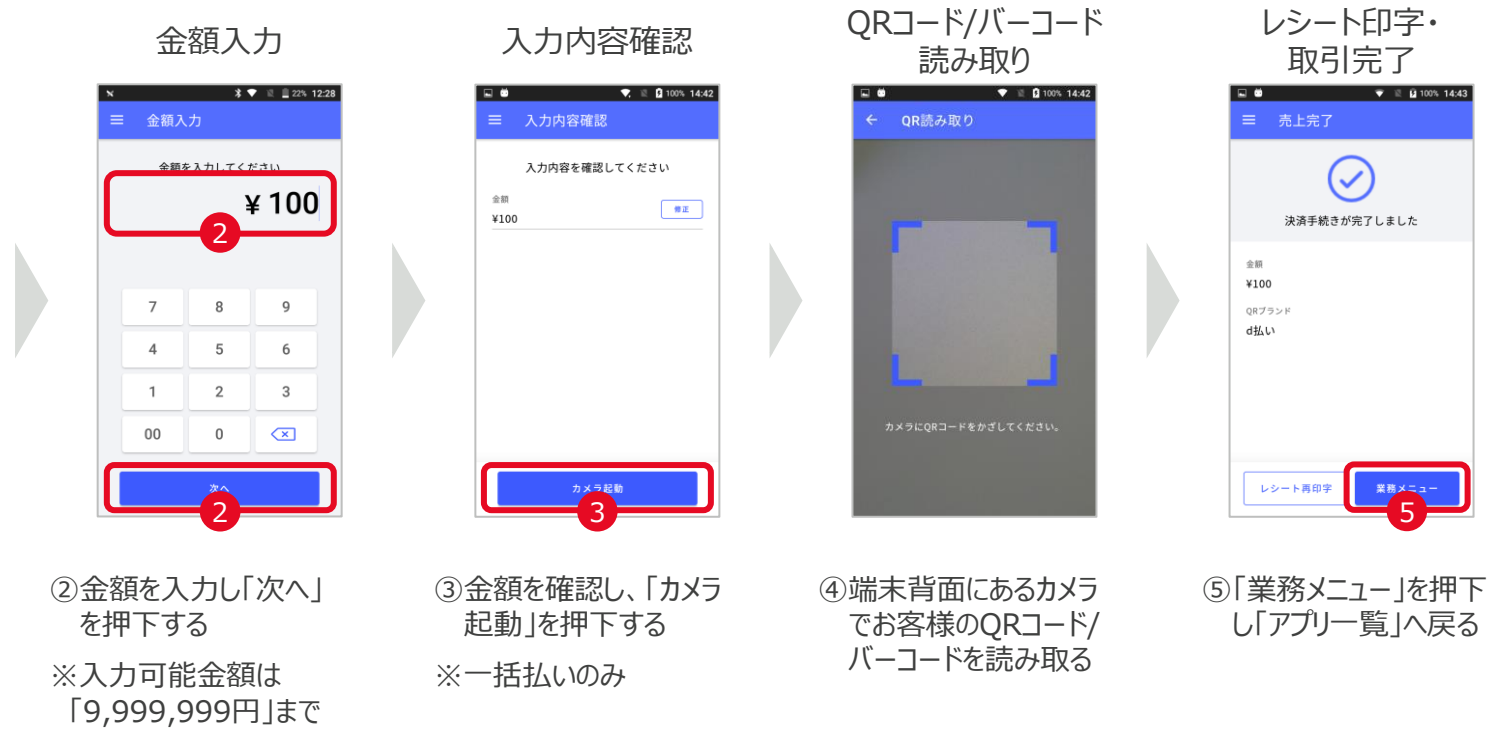 金額入力
22% 12:28
金額入力
金額を入力してください
¥ 100
2
7 8 9
4 5 6
1 2 3
00 0
次へ
2
②金額を入力し「次へ」
を押下する
※入力可能金額は
「9,999,999円」まで
入力内容確認
100% 14:42
入力内容確認
入力内容を確認してください
金額
¥100
修正
カメラ起動
3
③金額を確認し、「カメラ
起動」を押下する
※一括払いのみ
QRコード/バーコード
読み取り
100% 14:42
QR読み取り
カメラにQRコードをかざしてください。
④端末背面にあるカメラ
でお客様のQRコード/
バーコードを読み取る
レシート印字・
取引完了
100% 14:43
売上完了
決済手続きが完了しました
金額
¥100
QRブランド
d払い
レシート再印字
業務メニュー
5
⑤「業務メニュー」を押下
し「アプリ一覧」へ戻る